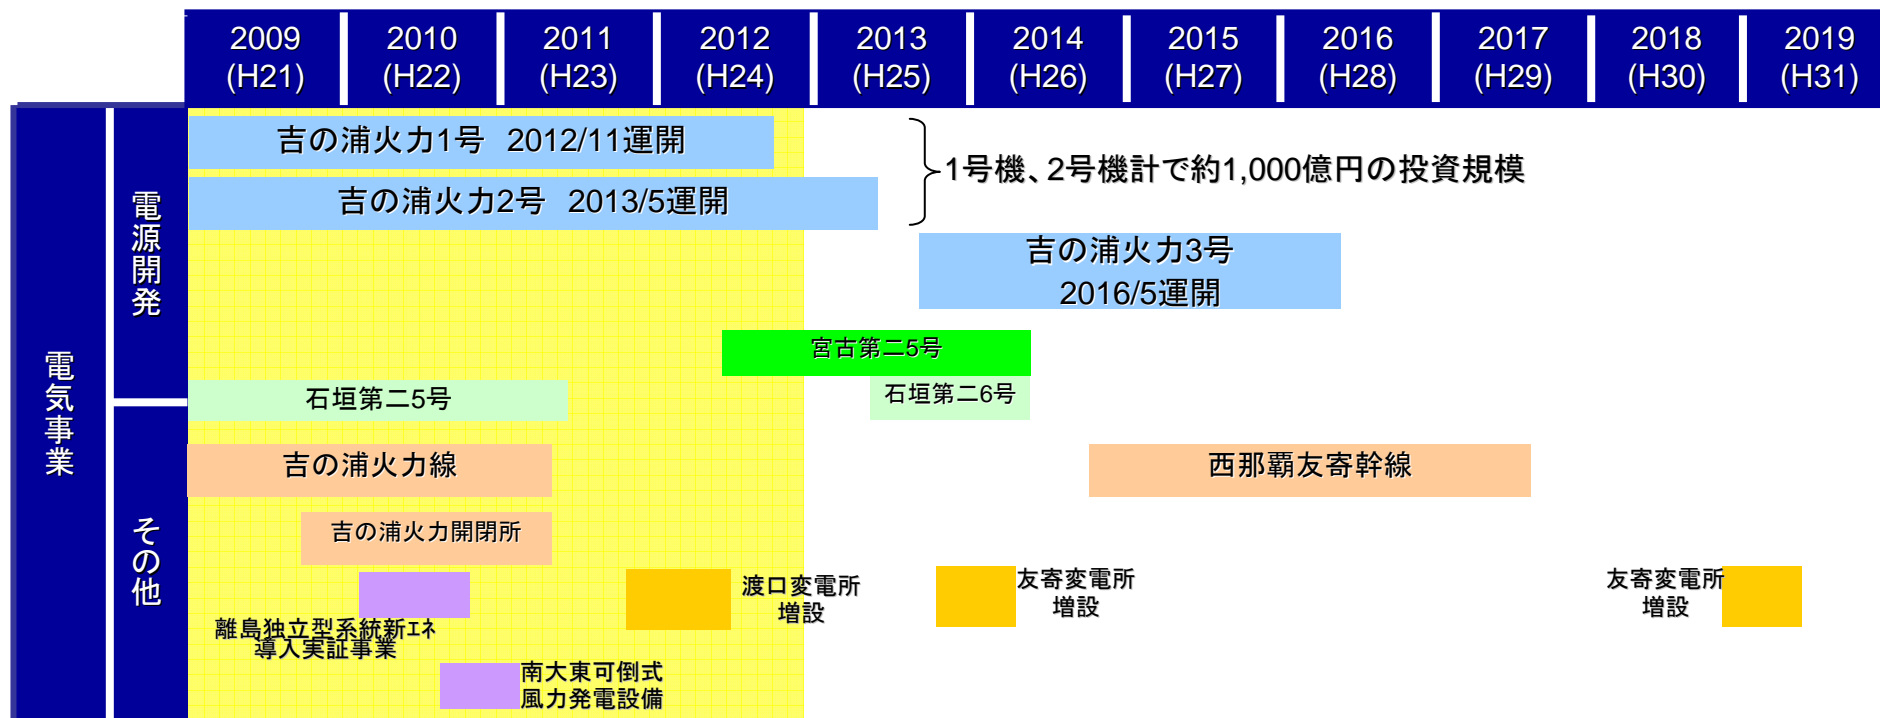 2009
(H21)
2010
(H22)
2011
(H23)
2012
(H24)
2013
(H25)
2014
(H26)
2015
(H27)
2016
(H28)
2017
(H29)
2018
(H30)
2019
(H31)
電気事業
電源開発
吉の浦火力1号 2012/11運開
吉の浦火力2号 2013/5運開
1号機、2号機計で約1,000億円の投資規模
吉の浦火力3号
2016/5運開
宮古第二5号
石垣第二5号
石垣第二6号
その他
吉の浦火力線
西那覇友寄幹線
吉の浦火力開閉所
離島独立型系統新ｴﾈ
導入実証事業
渡口変電所
増設
友寄変電所
増設
友寄変電所
増設
南大東可倒式
風力発電設備